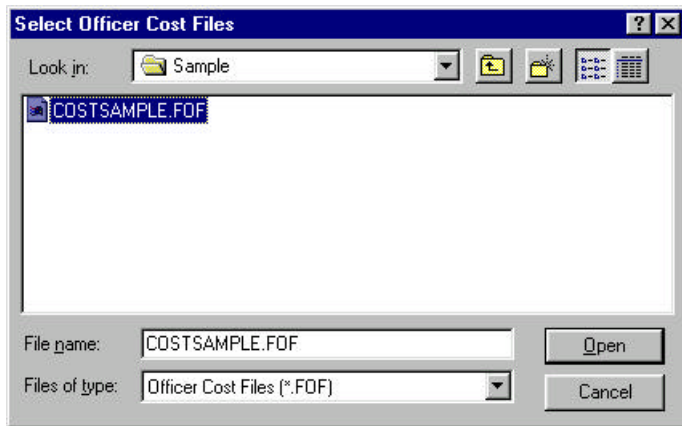 Select Officer Cost Files
Look in: Sample
COSTSAMPLE.FOF
File name: COSTSAMPLE.FOF Open
Files of type: Officer Cost Files (*.FOF) Cancel